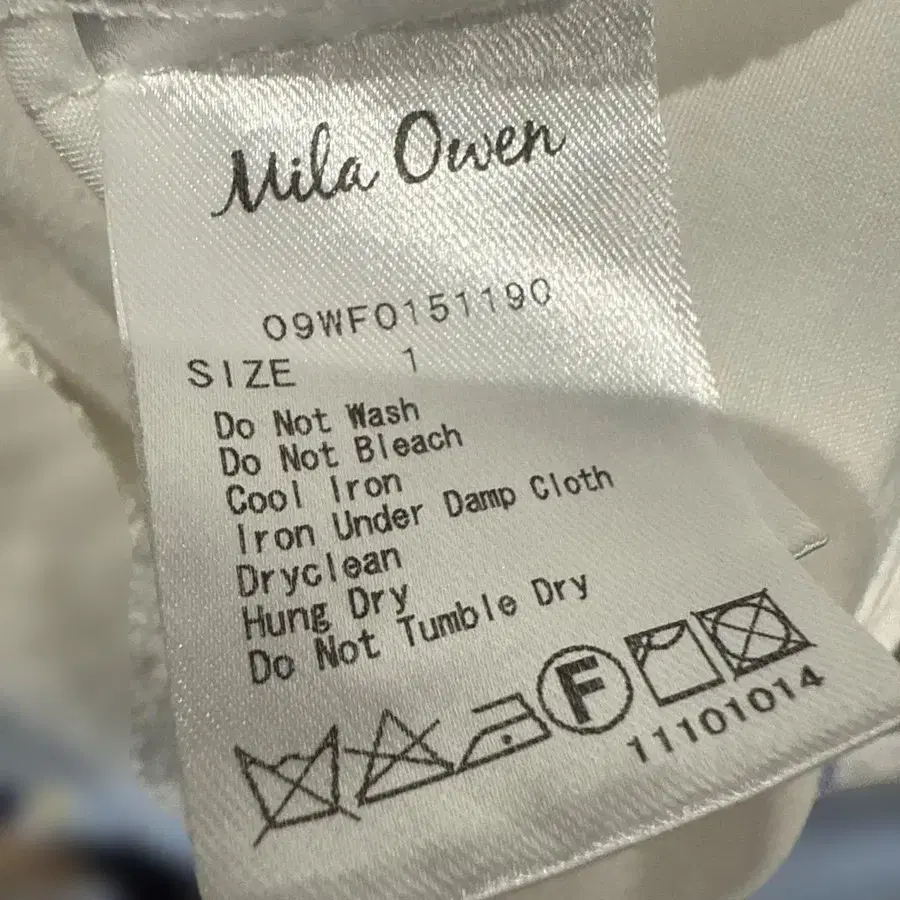 Mila Owen
09WF0151190
SIZE 1
Do Not Wash
Do Not Bleach
Cool Iron
Iron Under Damp Cloth
Dryclean
Hung Dry
Do Not Tumble Dry
F
11101014